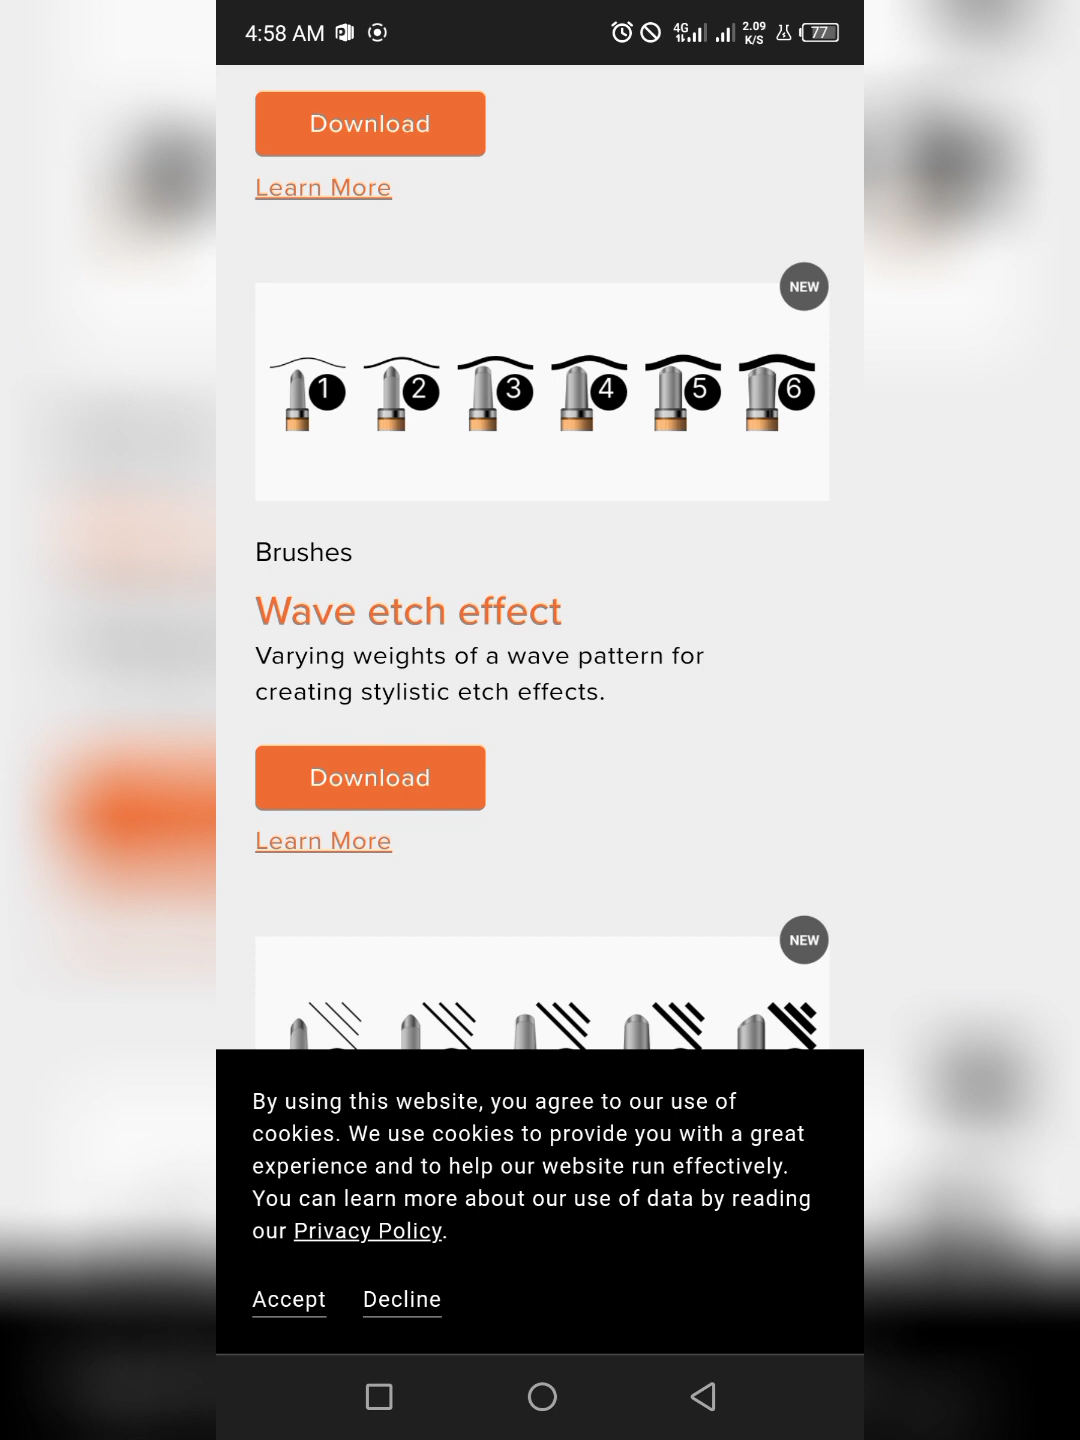 4:58 AM 4G 2.09 K/S 77
Download
Learn More
NEW
1 2 3 4 5 6
Brushes
Wave etch effect
Varying weights of a wave pattern for
creating stylistic etch effects.
Download
Learn More
NEW
By using this website, you agree to our use of
cookies. We use cookies to provide you with a great
experience and to help our website run effectively.
You can learn more about our use of data by reading
our Privacy Policy.
Accept Decline